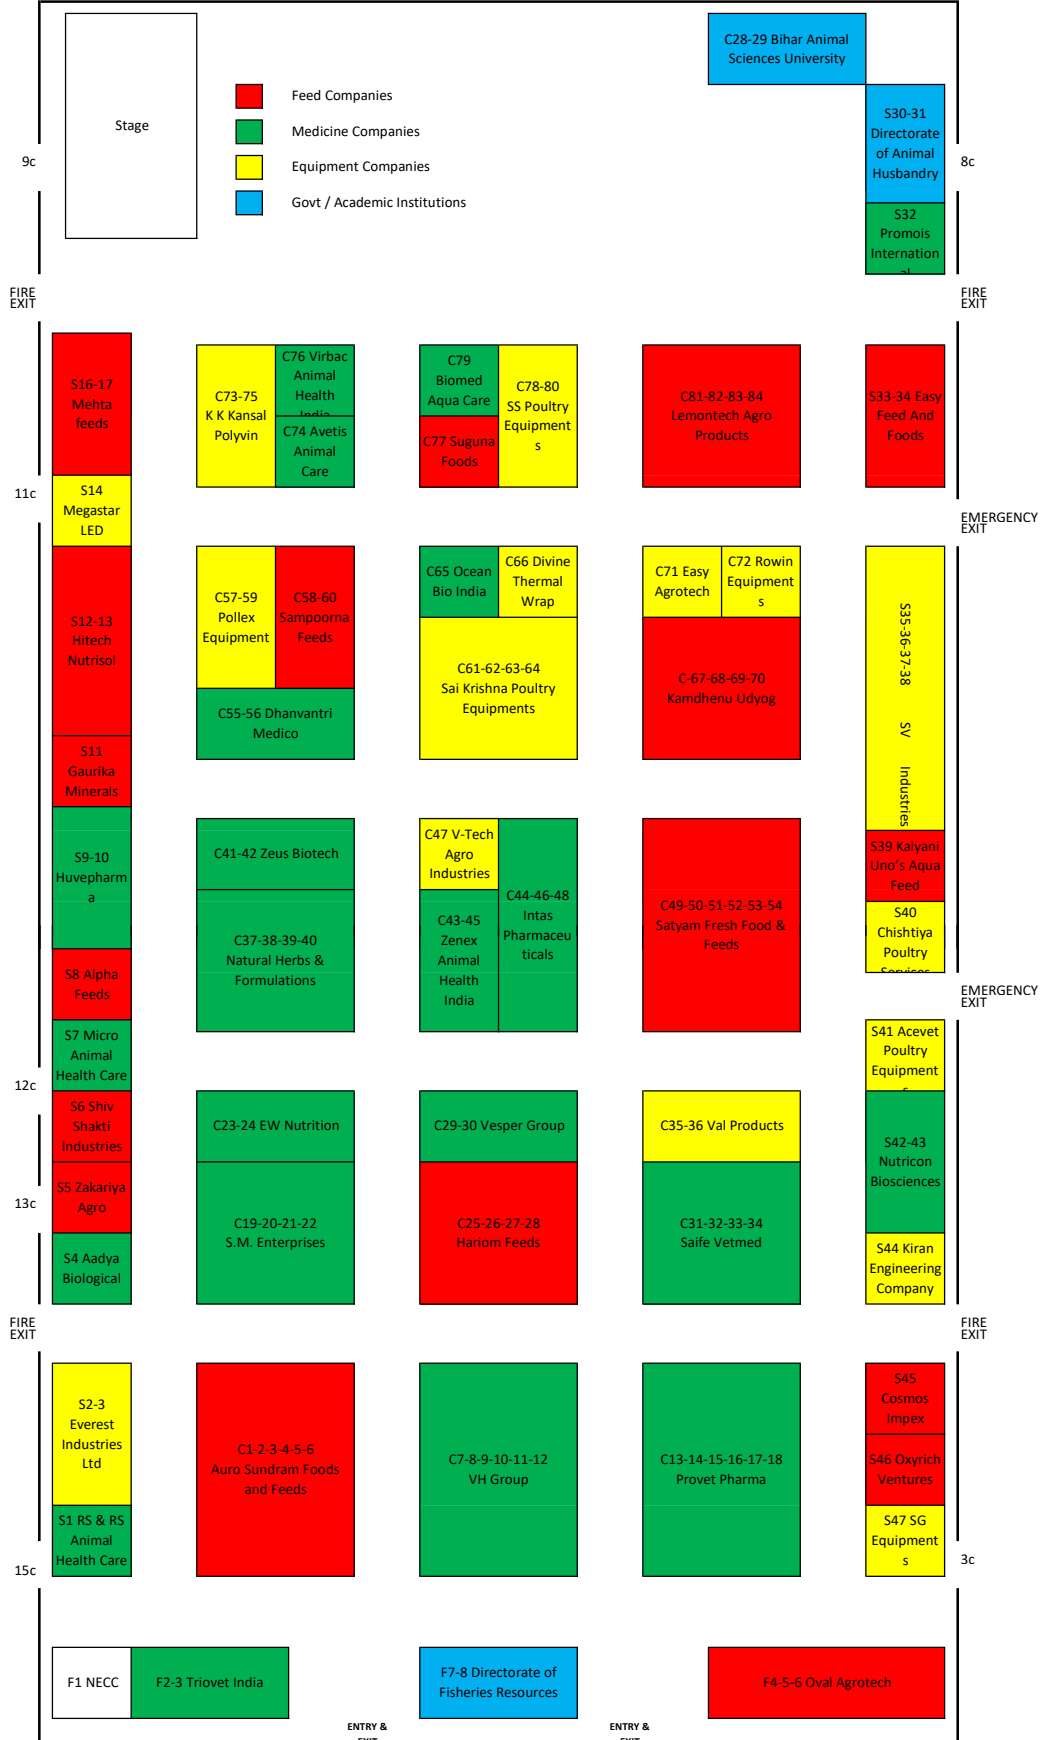 C28-29 Bihar Animal
Sciences University
Stage
Feed Companies
Medicine Companies
Equipment Companies
Govt / Academic Institutions
S30-31
Directorate
of Animal
Husbandry
9c
8c
S32
Promois
Internation
al
FIRE
EXIT
FIRE
EXIT
S16-17
Mehta
feeds
C73-75
K K Kansal
Polyvin
C76 Virbac
Animal
Health
India
C74 Avetis
Animal
Care
C79
Biomed
Aqua Care
C77 Suguna
Foods
C78-80
SS Poultry
Equipment
s
C81-82-83-84
Lemontech Agro
Products
S33-34 Easy
Feed And
Foods
11c
S14
Megastar
LED
EMERGENCY
EXIT
S12-13
Hitech
Nutrisol
C57-59
Pollex
Equipment
C58-60
Sampoorna
Feeds
C55-56 Dhanvantri
Medico
C65 Ocean
Bio India
C66 Divine
Thermal
Wrap
C61-62-63-64
Sai Krishna Poultry
Equipments
C71 Easy
Agrotech
C72 Rowin
Equipment
s
C-67-68-69-70
Kamdhenu Udyog
S35-36-37-38 SV Industries
S11
Gaurika
Minerals
S9-10
Huvepharm
a
C41-42 Zeus Biotech
C37-38-39-40
Natural Herbs &
Formulations
C47 V-Tech
Agro
Industries
C43-45
Zenex
Animal
Health
India
C44-46-48
Intas
Pharmaceu
ticals
C49-50-51-52-53-54
Satyam Fresh Food &
Feeds
S39 Kalyani
Uno's Aqua
Feed
S40
Chishtiya
Poultry
Services
S8 Alpha
Feeds
EMERGENCY
EXIT
S7 Micro
Animal
Health Care
S41 Acevet
Poultry
Equipment
s
12c
S6 Shiv
Shakti
Industries
C23-24 EW Nutrition
C29-30 Vesper Group
C35-36 Val Products
S42-43
Nutricon
Biosciences
13c
S5 Zakariya
Agro
C19-20-21-22
S.M. Enterprises
C25-26-27-28
Hariom Feeds
C31-32-33-34
Saife Vetmed
S4 Aadya
Biological
S44 Kiran
Engineering
Company
FIRE
EXIT
FIRE
EXIT
S2-3
Everest
Industries
Ltd
C1-2-3-4-5-6
Auro Sundram Foods
and Feeds
C7-8-9-10-11-12
VH Group
C13-14-15-16-17-18
Provet Pharma
S45
Cosmos
Impex
S46 Oxyrich
Ventures
S1 RS & RS
Animal
Health Care
S47 SG
Equipment
s
15c
3c
F1 NECC
F2-3 Triovet India
F7-8 Directorate of
Fisheries Resources
F4-5-6 Oval Agrotech
ENTRY &
EXIT
ENTRY &
EXIT